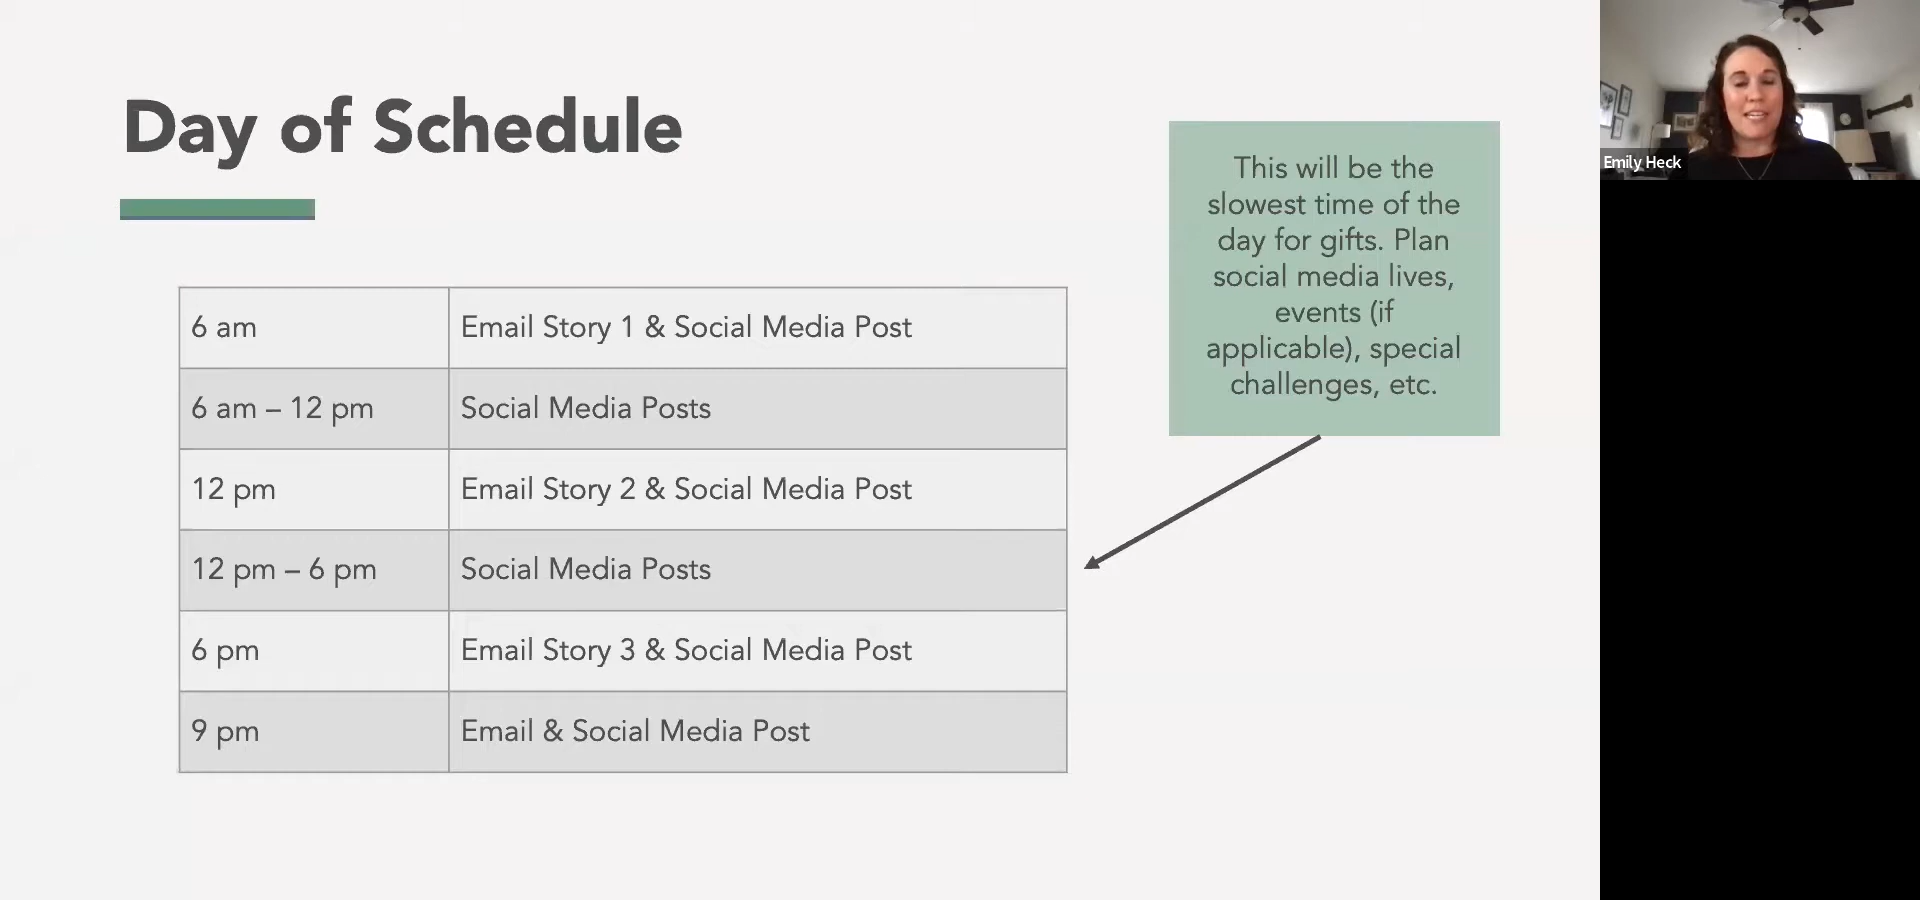 Day of Schedule
6 am Email Story 1 & Social Media Post
6 am – 12 pm Social Media Posts
12 pm Email Story 2 & Social Media Post
12 pm – 6 pm Social Media Posts
6 pm Email Story 3 & Social Media Post
9 pm Email & Social Media Post
This will be the
slowest time of the
day for gifts. Plan
social media lives,
events (if
applicable), special
challenges, etc.
Emily Heck